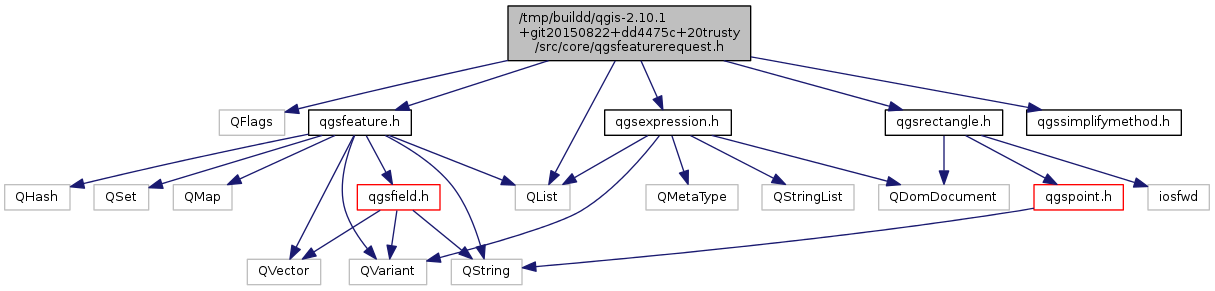 /tmp/buildd/qgis-2.10.1
+git20150822+dd4475c+20trusty
/src/core/qgsfeaturerequest.h
QFlags
qgsfeature.h
qgsexpression.h
qgsrectangle.h
qgssimplifymethod.h
QHash
QSet
QMap
qgsfield.h
QList
QMetaType
QStringList
QDomDocument
qgspoint.h
iosfwd
QVector
QVariant
QString